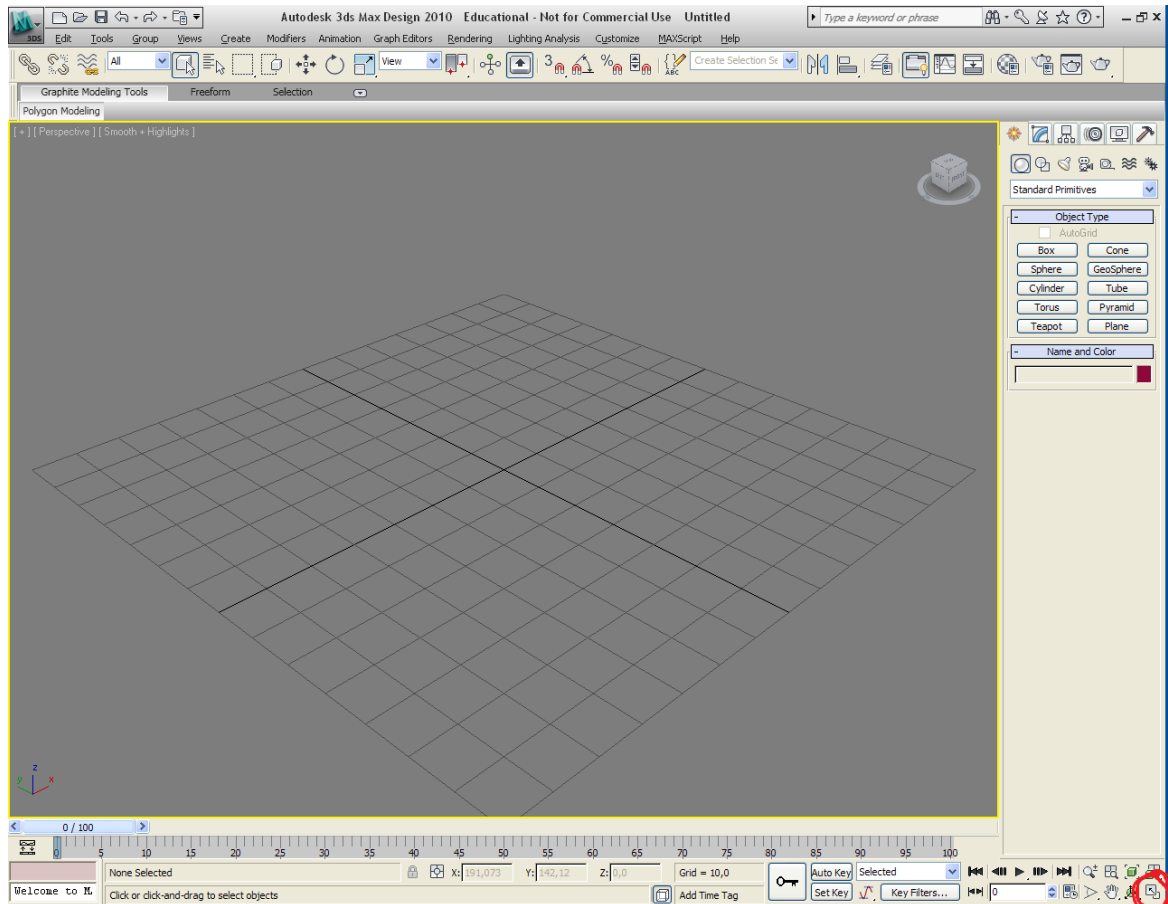 Autodesk 3ds Max Design 2010 Educational - Not for Commercial Use Untitled
Type a keyword or phrase
3DS Edit Tools Group Views Create Modifiers Animation Graph Editors Rendering Lighting Analysis Customize MAXScript Help
All View 3 % ABC Create Selection Se
Graphite Modeling Tools Freeform Selection
Polygon Modeling
[ + ] [ Perspective ] [ Smooth + Highlights ]
Standard Primitives
- Object Type
AutoGrid
Box Cone
Sphere GeoSphere
Cylinder Tube
Torus Pyramid
Teapot Plane
- Name and Color
z
y x
< 0 / 100 >
0 5 10 15 20 25 30 35 40 45 50 55 60 65 70 75 80 85 90 95 100
None Selected X: 191,073 Y: 142,12 Z: 0,0 Grid = 10,0 Auto Key Selected
Welcome to M. Click or click-and-drag to select objects Add Time Tag Set Key Key Filters... 0